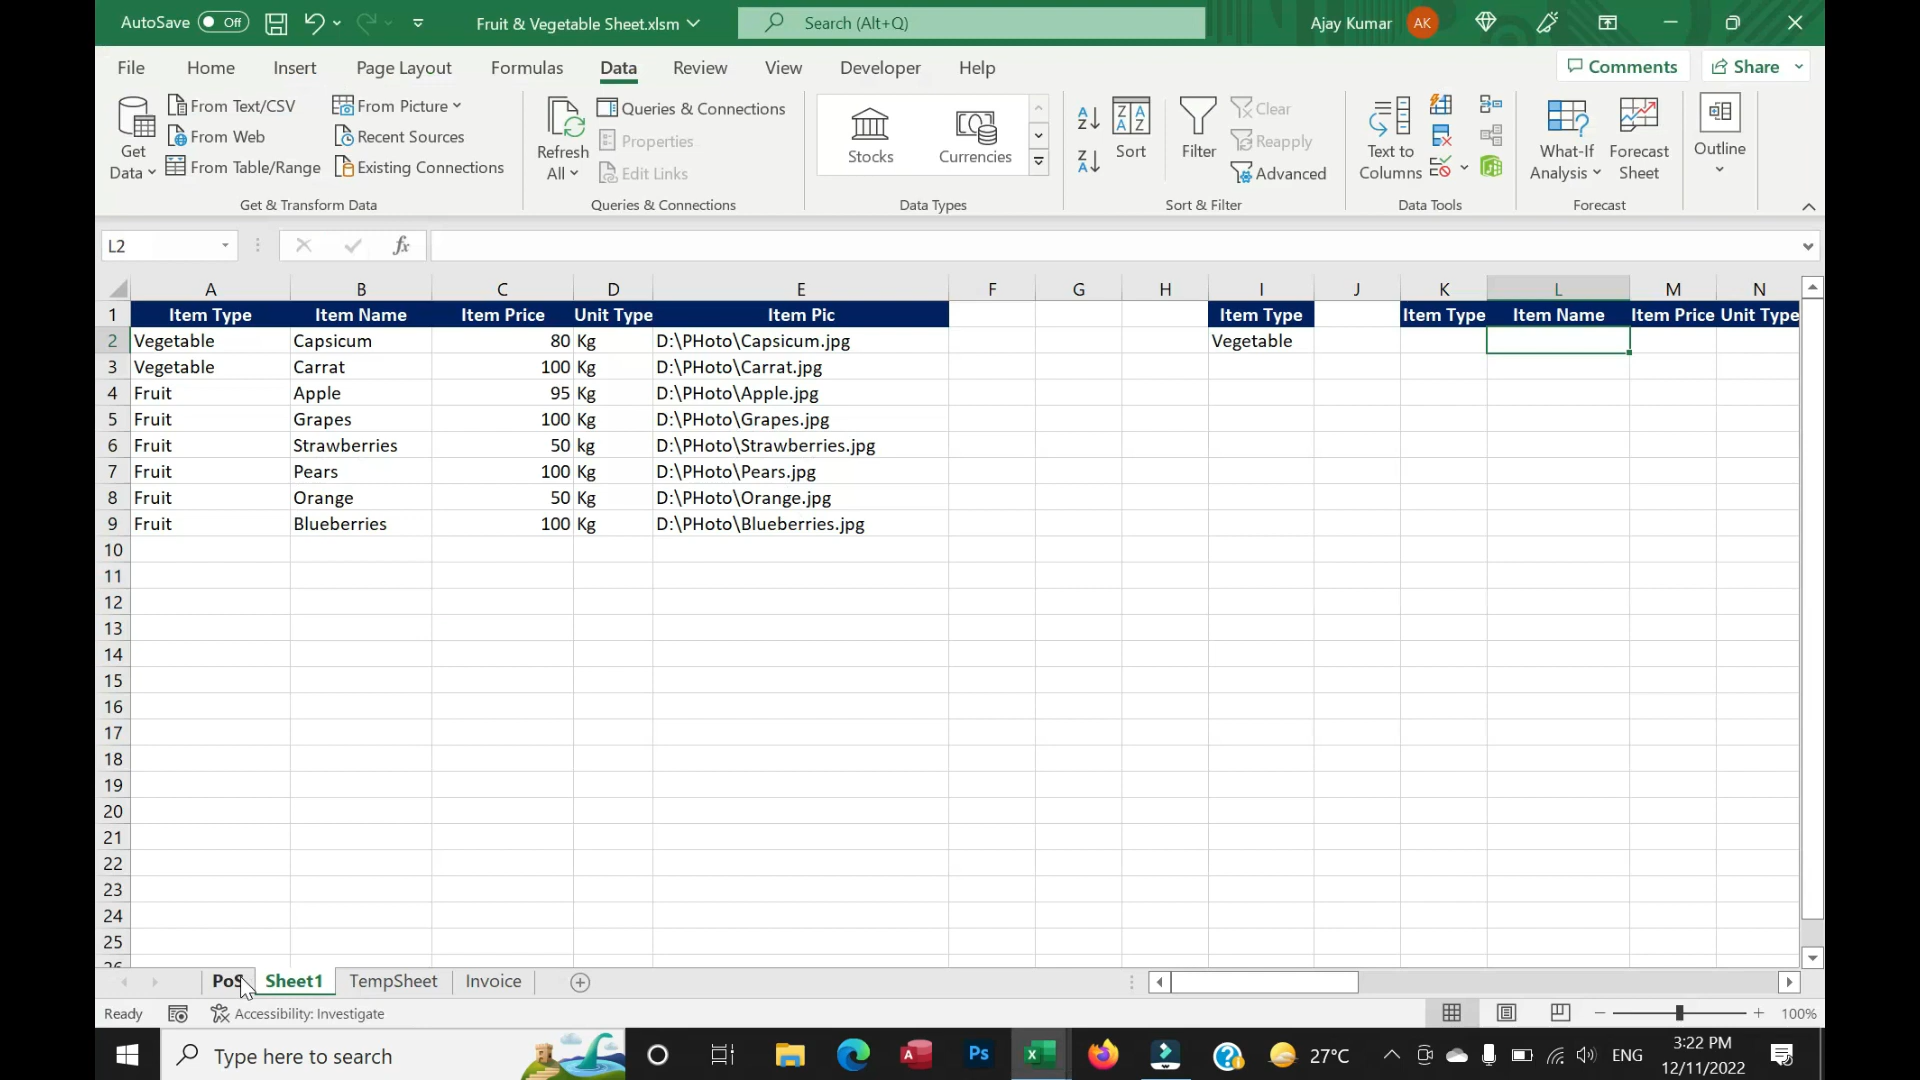 AutoSave Off Fruit & Vegetable Sheet.xlsm Search (Alt+Q) Ajay Kumar AK
File Home Insert Page Layout Formulas Data Review View Developer Help Comments Share
Get Data
From Text/CSV
From Web
From Table/Range
From Picture
Recent Sources
Existing Connections
Get & Transform Data
Refresh All
Queries & Connections
Properties
Edit Links
Queries & Connections
Stocks
Currencies
Data Types
Sort
Filter
Clear
Reapply
Advanced
Sort & Filter
Text to Columns
Data Tools
What-If Analysis
Forecast Sheet
Forecast
Outline
L2 fx
A B C D E F G H I J K L M N
1 Item Type Item Name Item Price Unit Type Item Pic Item Type Item Type Item Name Item Price Unit Type
2 Vegetable Capsicum 80 Kg D:\PHoto\Capsicum.jpg Vegetable
3 Vegetable Carrat 100 Kg D:\PHoto\Carrat.jpg
4 Fruit Apple 95 Kg D:\PHoto\Apple.jpg
5 Fruit Grapes 100 Kg D:\PHoto\Grapes.jpg
6 Fruit Strawberries 50 kg D:\PHoto\Strawberries.jpg
7 Fruit Pears 100 Kg D:\PHoto\Pears.jpg
8 Fruit Orange 50 Kg D:\PHoto\Orange.jpg
9 Fruit Blueberries 100 Kg D:\PHoto\Blueberries.jpg
10
11
12
13
14
15
16
17
18
19
20
21
22
23
24
25
26
PoS Sheet1 TempSheet Invoice
Ready Accessibility: Investigate 100%
Type here to search 27°C ENG 3:22 PM
12/11/2022